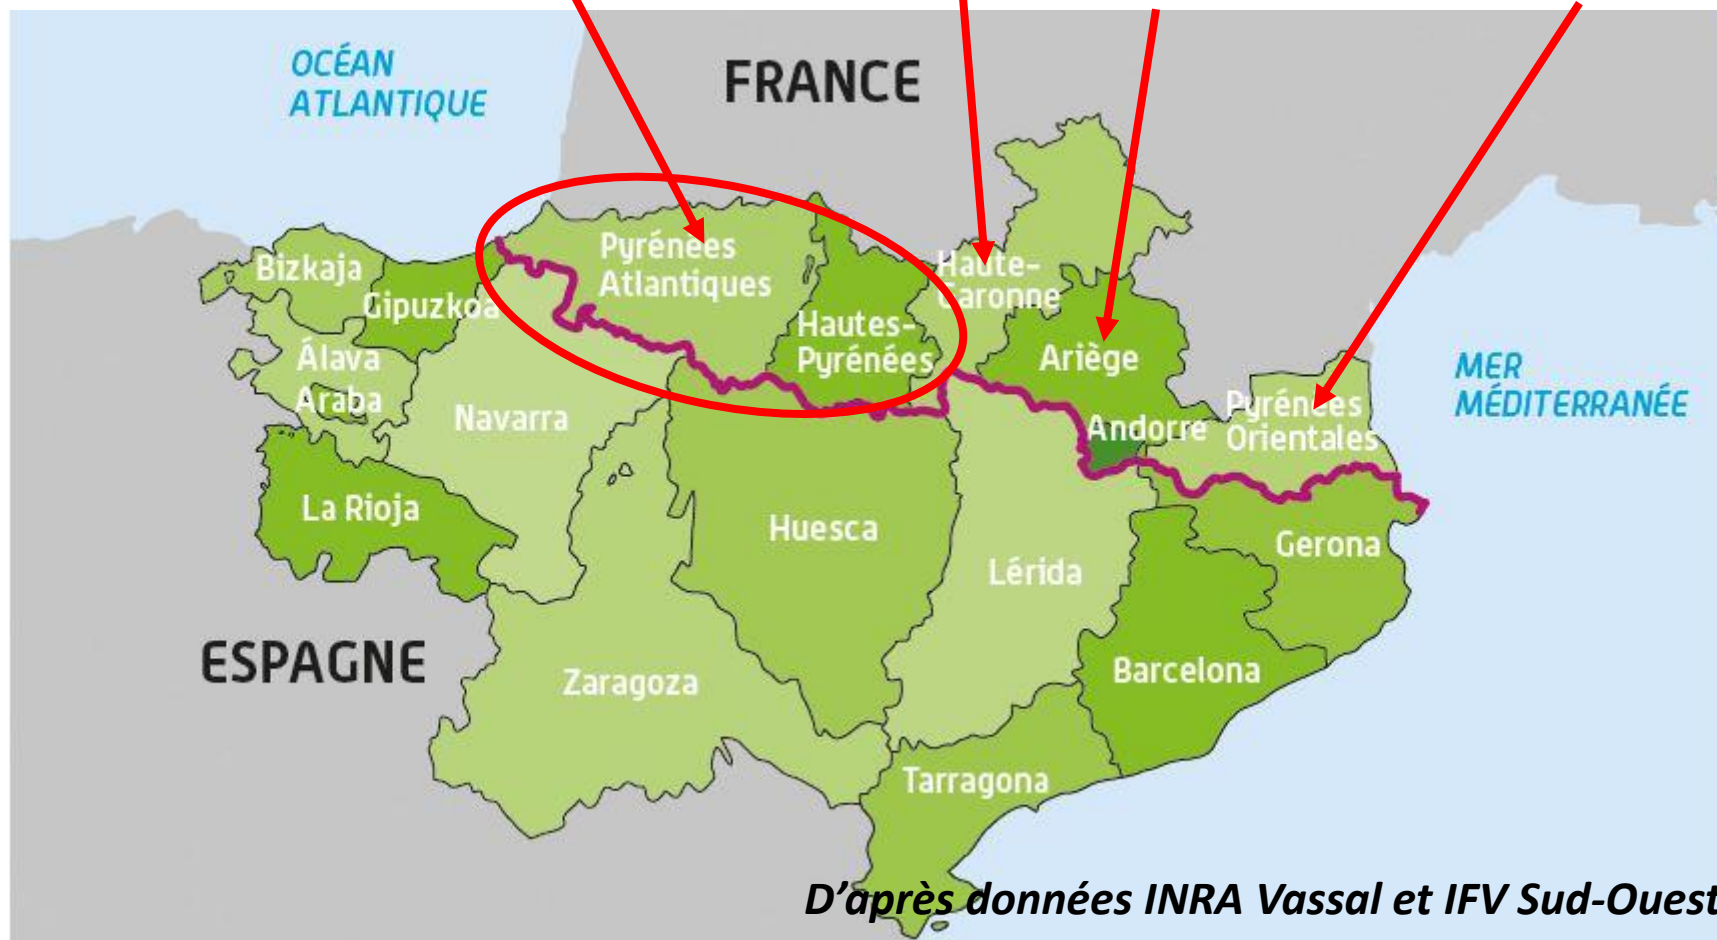 OCÉAN
ATLANTIQUE
FRANCE
Pyrénées
Atlantiques
Haute-
Garonne
Bizkaja
Gipuzkoa
Hautes-
Pyrénées
Álava
Araba
Ariège
MER
MÉDITERRANÉE
Navarra
Andorre
Pyrénées
Orientales
La Rioja
Huesca
Lérida
Gerona
ESPAGNE
Zaragoza
Barcelona
Tarragona
D’après données INRA Vassal et IFV Sud-Ouest